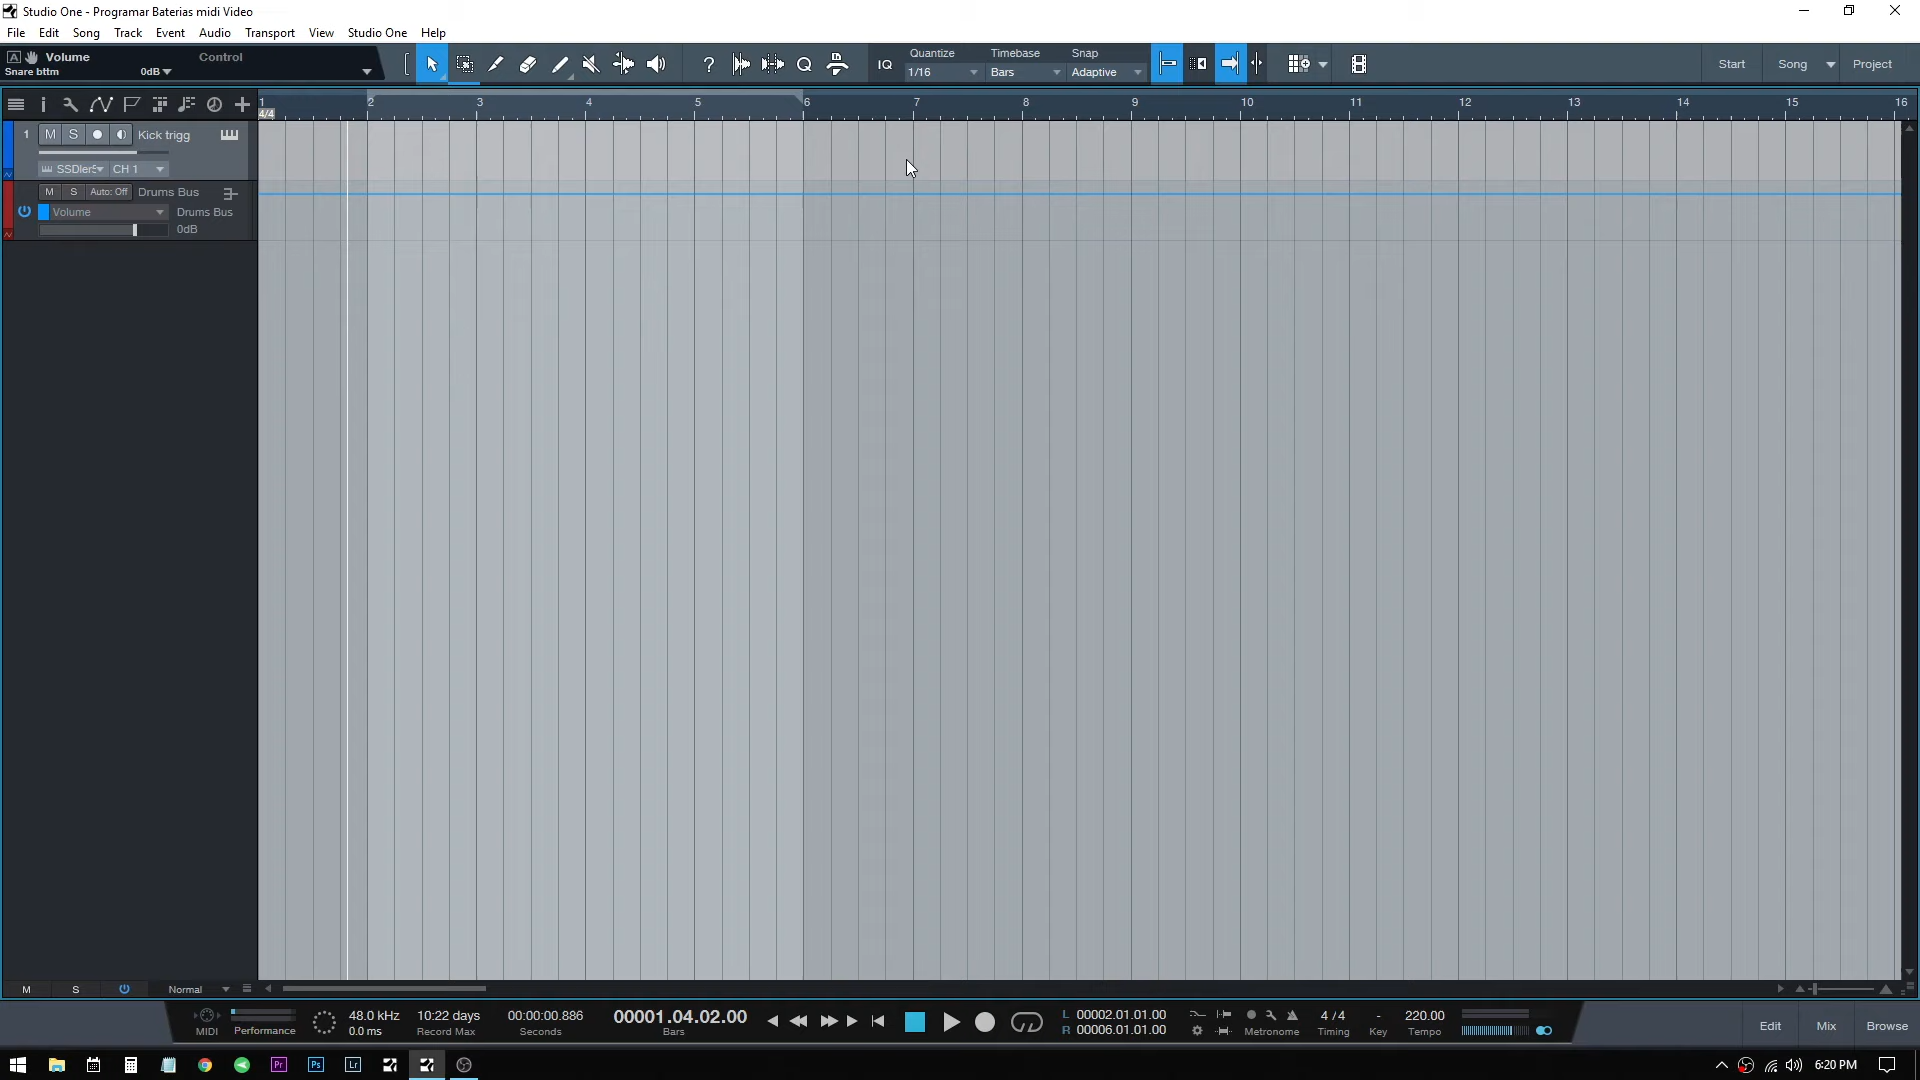 Studio One - Programar Baterias midi Video
File Edit Song Track Event Audio Transport View Studio One Help
Volume Control
Snare bttm 0dB
Quantize Timebase Snap
IQ 1/16 Bars Adaptive
Start Song Project
1 2 3 4 5 6 7 8 9 10 11 12 13 14 15 16
4/4
1 M S Kick trigg
CH 1
M S Auto: Off Drums Bus
Volume Drums Bus
0dB
M S Normal
48.0 kHz 10:22 days 00:00:00.886 00001.04.02.00 L 00002.01.01.00 4 / 4 - 220.00
MIDI Performance 0.0 ms Record Max Seconds Bars R 00006.01.01.00 Metronome Timing Key Tempo
Edit Mix Browse
Pr Ps Lr 6:20 PM